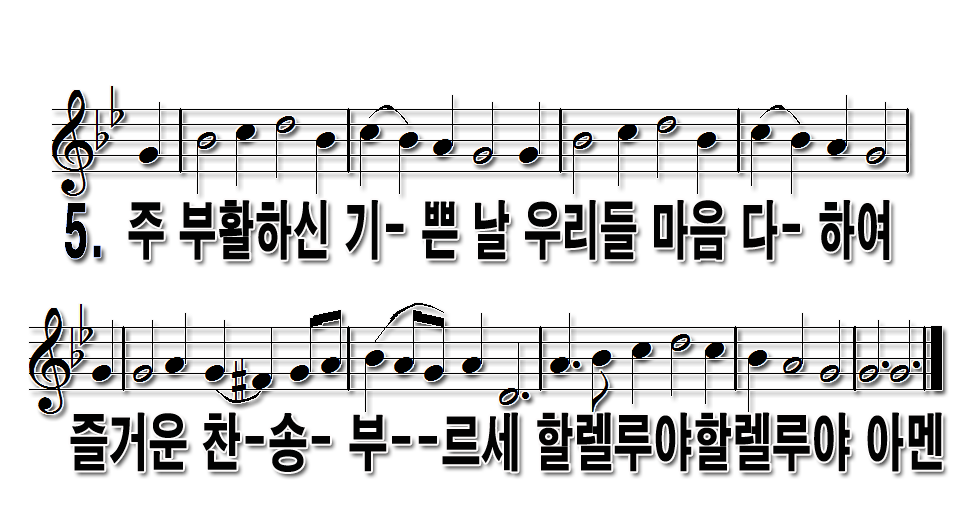 5. 주 부활하신 기- 쁜 날 우리들 마음 다- 하여
즐거운 찬-송- 부--르세 할렐루야할렐루야 아멘